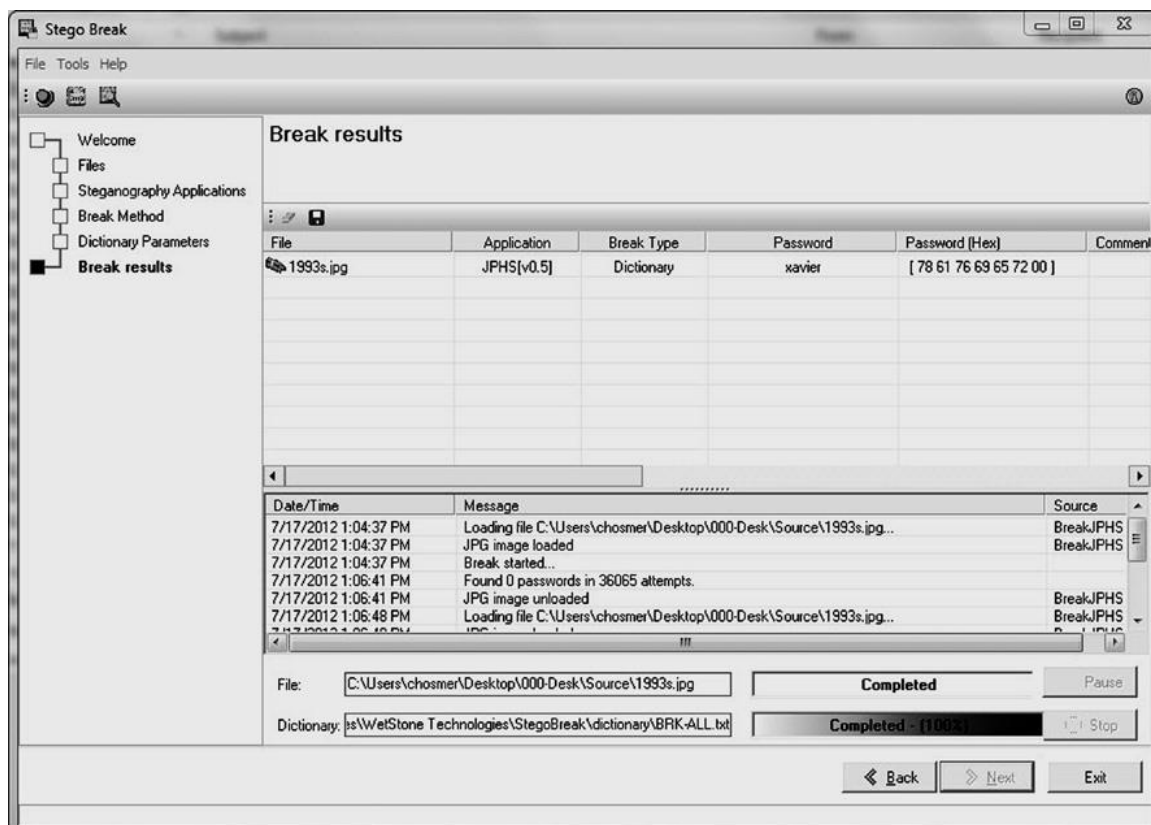 Stego Break
File Tools Help
Welcome
Files
Steganography Applications
Break Method
Dictionary Parameters
Break results
Break results
File Application Break Type Password Password (Hex) Comment
1993s.jpg JPHS[v0.5] Dictionary xavier [ 78 61 76 69 65 72 00 ]
Date/Time Message Source
7/17/2012 1:04:37 PM Loading file C:\Users\chosmer\Desktop\000-Desk\Source\1993s.jpg... BreakJPHS
7/17/2012 1:04:37 PM JPG image loaded BreakJPHS
7/17/2012 1:04:37 PM Break started...
7/17/2012 1:06:41 PM Found 0 passwords in 36065 attempts.
7/17/2012 1:06:41 PM JPG image unloaded BreakJPHS
7/17/2012 1:06:48 PM Loading file C:\Users\chosmer\Desktop\000-Desk\Source\1993s.jpg... BreakJPHS
File: C:\Users\chosmer\Desktop\000-Desk\Source\1993s.jpg Completed Pause
Dictionary: es\WetStone Technologies\StegoBreak\dictionary\BRK-ALL.txt Completed - (100%) Stop
Back Next Exit